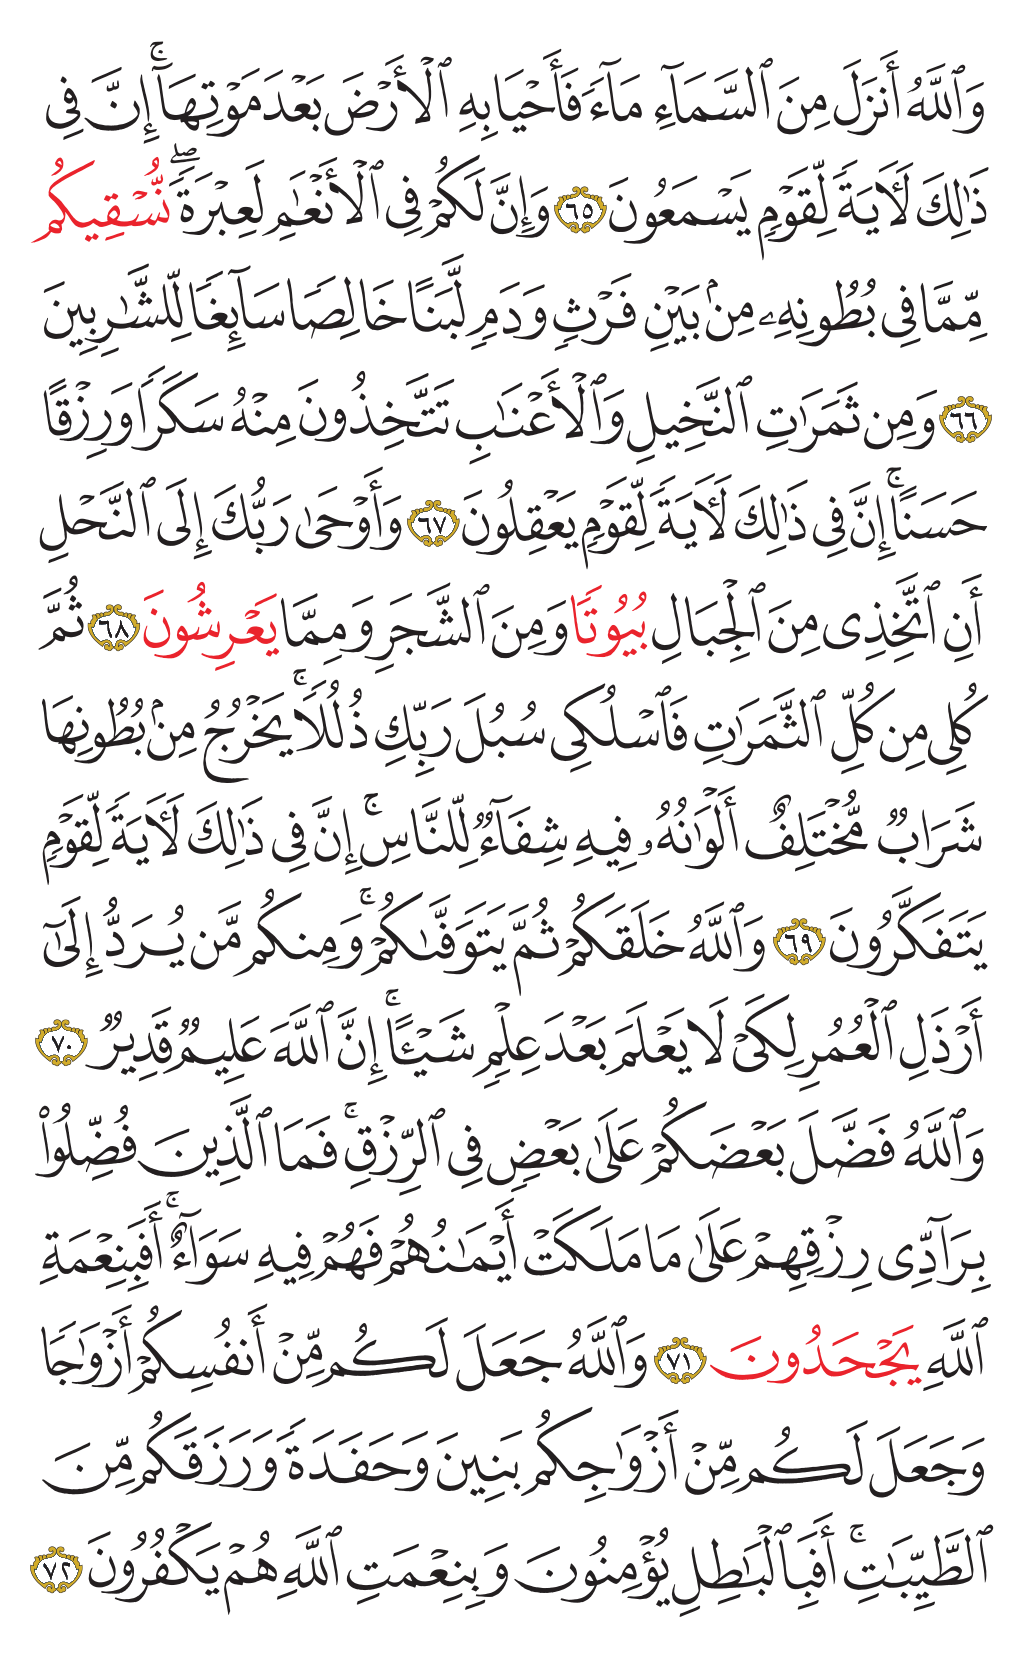 وَٱللَّهُ أَنزَلَ مِنَ ٱلسَّمَآءِ مَآءً فَأَحْيَا بِهِ ٱلْأَرْضَ بَعْدَ مَوْتِهَآ ۚ إِنَّ فِى
ذَٰلِكَ لَـَٔايَةً لِّقَوْمٍ يَسْمَعُونَ ٦٥ وَإِنَّ لَكُمْ فِى ٱلْأَنْعَٰمِ لَعِبْرَةً ۖ نُّسْقِيكُم
مِّمَّا فِى بُطُونِهِۦ مِنۢ بَيْنِ فَرْثٍ وَدَمٍ لَّبَنًا خَالِصًا سَآئِغًا لِّلشَّٰرِبِينَ
٦٦ وَمِن ثَمَرَٰتِ ٱلنَّخِيلِ وَٱلْأَعْنَٰبِ تَتَّخِذُونَ مِنْهُ سَكَرًا وَرِزْقًا
حَسَنًا ۚ إِنَّ فِى ذَٰلِكَ لَـَٔايَةً لِّقَوْمٍ يَعْقِلُونَ ٦٧ وَأَوْحَىٰ رَبُّكَ إِلَى ٱلنَّحْلِ
أَنِ ٱتَّخِذِى مِنَ ٱلْجِبَالِ بُيُوتًا وَمِنَ ٱلشَّجَرِ وَمِمَّا يَعْرِشُونَ ٦٨ ثُمَّ
كُلِى مِن كُلِّ ٱلثَّمَرَٰتِ فَٱسْلُكِى سُبُلَ رَبِّكِ ذُلُلًا ۚ يَخْرُجُ مِنۢ بُطُونِهَا
شَرَابٌ مُّخْتَلِفٌ أَلْوَٰنُهُۥ فِيهِ شِفَآءٌ لِّلنَّاسِ ۚ إِنَّ فِى ذَٰلِكَ لَـَٔايَةً لِّقَوْمٍ
يَتَفَكَّرُونَ ٦٩ وَٱللَّهُ خَلَقَكُمْ ثُمَّ يَتَوَفَّىٰكُمْ ۚ وَمِنكُم مَّن يُرَدُّ إِلَىٰٓ
أَرْذَلِ ٱلْعُمُرِ لِكَىْ لَا يَعْلَمَ بَعْدَ عِلْمٍ شَيْـًٔا ۚ إِنَّ ٱللَّهَ عَلِيمٌ قَدِيرٌ ٧٠
وَٱللَّهُ فَضَّلَ بَعْضَكُمْ عَلَىٰ بَعْضٍ فِى ٱلرِّزْقِ ۚ فَمَا ٱلَّذِينَ فُضِّلُوا۟
بِرَآدِّى رِزْقِهِمْ عَلَىٰ مَا مَلَكَتْ أَيْمَٰنُهُمْ فَهُمْ فِيهِ سَوَآءٌ ۚ أَفَبِنِعْمَةِ
ٱللَّهِ يَجْحَدُونَ ٧١ وَٱللَّهُ جَعَلَ لَكُم مِّنْ أَنفُسِكُمْ أَزْوَٰجًا
وَجَعَلَ لَكُم مِّنْ أَزْوَٰجِكُم بَنِينَ وَحَفَدَةً وَرَزَقَكُم مِّنَ
ٱلطَّيِّبَٰتِ ۚ أَفَبِٱلْبَٰطِلِ يُؤْمِنُونَ وَبِنِعْمَتِ ٱللَّهِ هُمْ يَكْفُرُونَ ٧٢